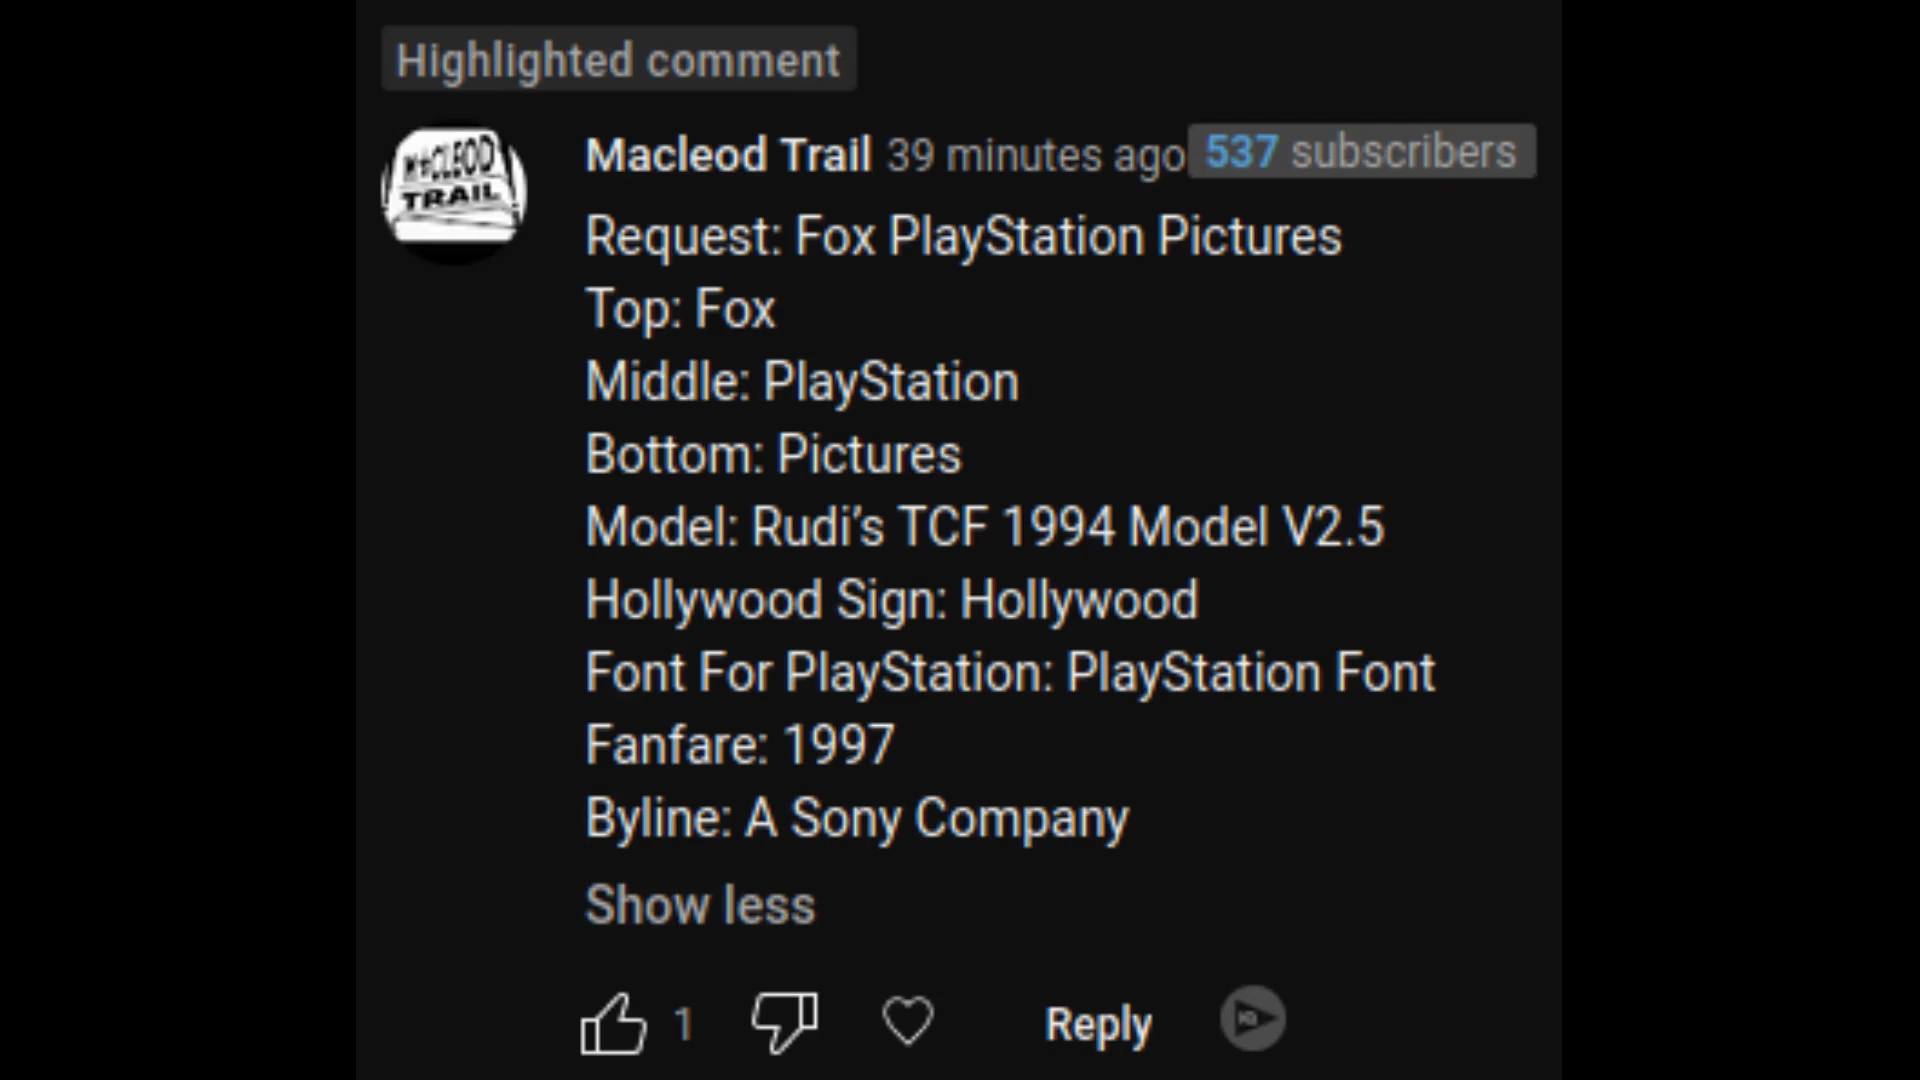 Highlighted comment
McCLEOD
TRAIL
Macleod Trail 39 minutes ago 537 subscribers
Request: Fox PlayStation Pictures
Top: Fox
Middle: PlayStation
Bottom: Pictures
Model: Rudi’s TCF 1994 Model V2.5
Hollywood Sign: Hollywood
Font For PlayStation: PlayStation Font
Fanfare: 1997
Byline: A Sony Company
Show less
1 Reply